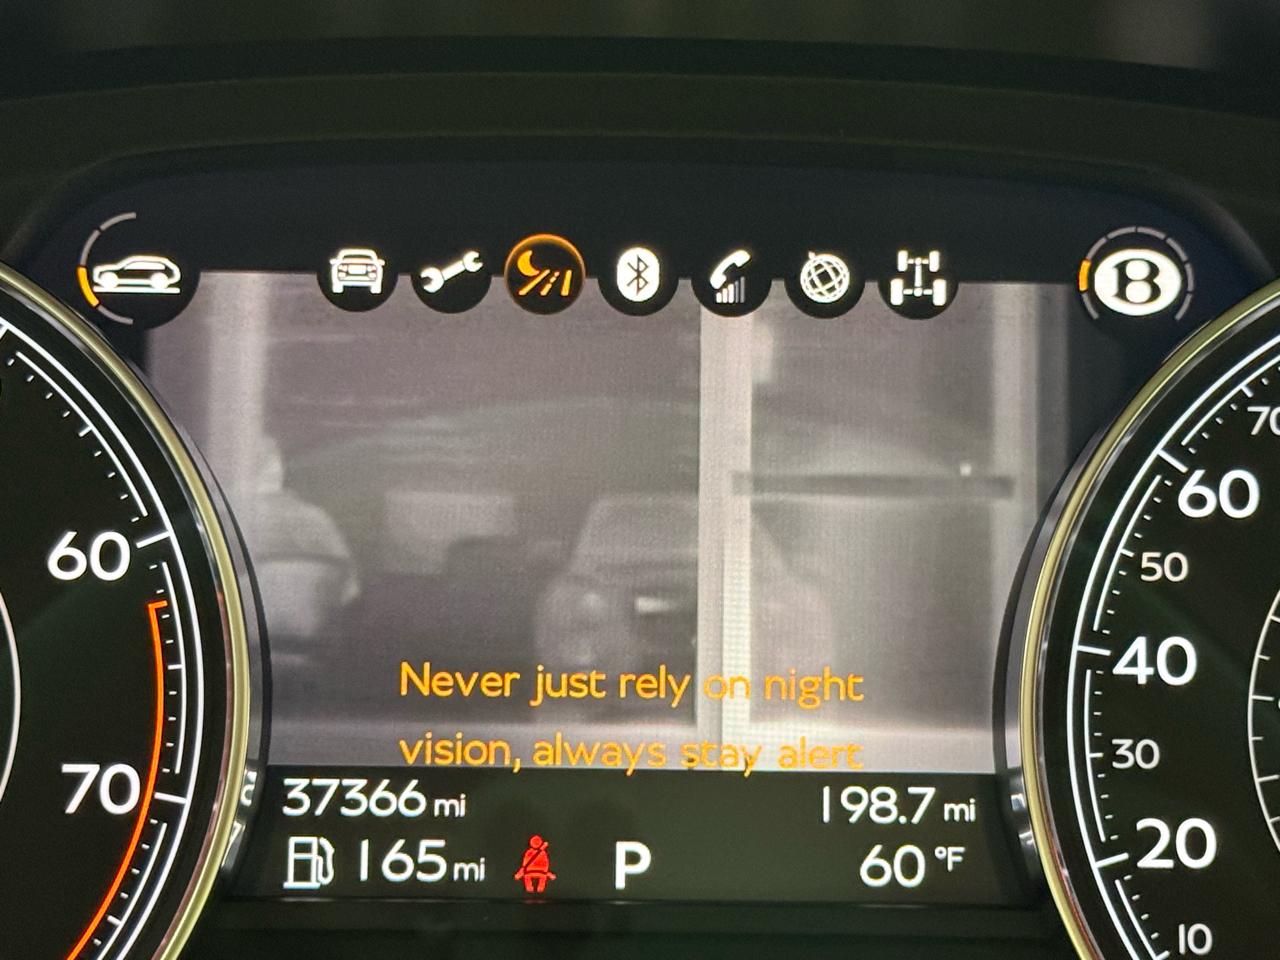 B
60
70
70
60
50
40
30
20
10
Never just rely on night
vision, always stay alert
37366 mi
198.7 mi
165 mi
P
60 °F